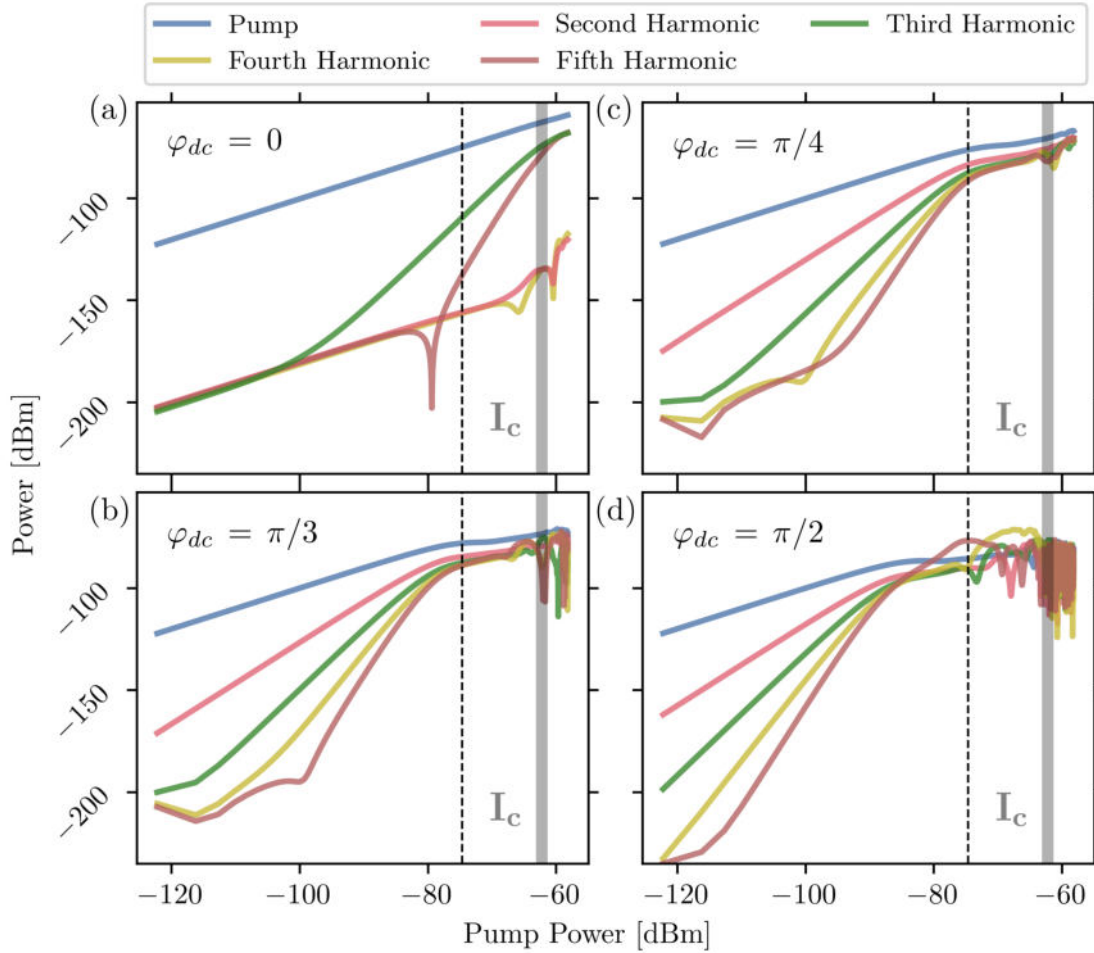 Pump Second Harmonic Third Harmonic
Fourth Harmonic Fifth Harmonic
(a) φdc = 0
(c) φdc = π/4
−100
−150
−200
Ic
Ic
Power [dBm]
(b) φdc = π/3
(d) φdc = π/2
−100
−150
−200
Ic
Ic
−120 −100 −80 −60 −120 −100 −80 −60
Pump Power [dBm]